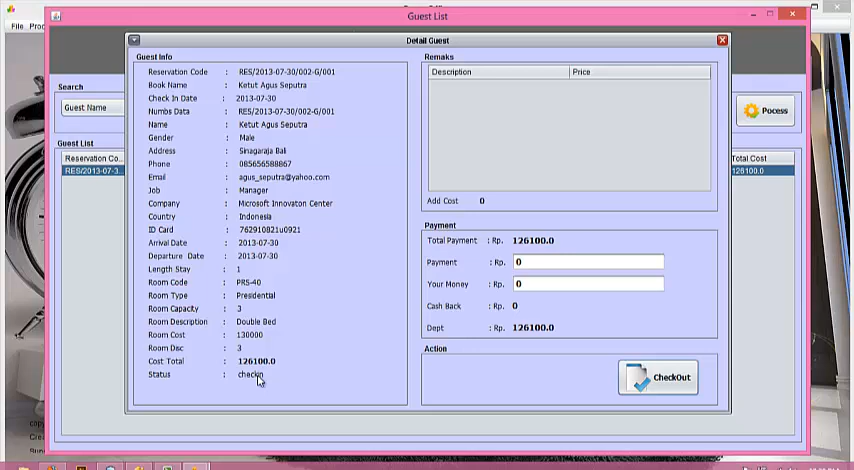 Guest List
File
Detail Guest
Guest Info
Reservation Code : RES/2013-07-30/002-G/001
Book Name : Ketut Agus Seputra
Check In Date : 2013-07-30
Numbs Data : RES/2013-07-30/002-G/001
Name : Ketut Agus Seputra
Gender : Male
Address : Sinagaraja Bali
Phone : 085656588867
Email : agus_seputra@yahoo.com
Job : Manager
Company : Microsoft Innovaton Center
Country : Indonesia
ID Card : 762910821u0921
Arrival Date : 2013-07-30
Departure Date : 2013-07-30
Length Stay : 1
Room Code : PRS-40
Room Type : Presidential
Room Capacity : 3
Room Description : Double Bed
Room Cost : 130000
Room Disc : 3
Cost Total : 126100.0
Status : checkin
Remaks
Description Price
Add Cost 0
Payment
Total Payment : Rp. 126100.0
Payment : Rp. 0
Your Money : Rp. 0
Cash Back : Rp. 0
Dept : Rp. 126100.0
Action
CheckOut
Search
Guest Name
Pocess
Guest List
Reservation Co... Total Cost
RES/2013-07-3... 126100.0